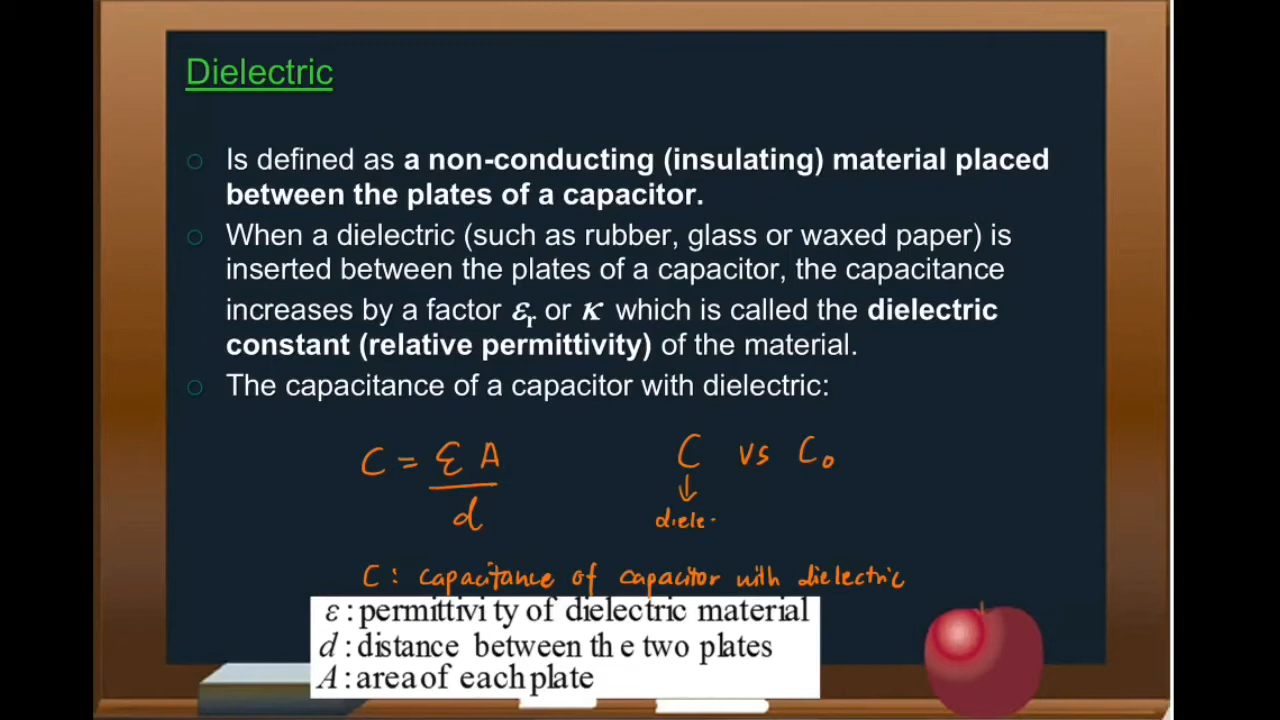 Dielectric
Is defined as a non-conducting (insulating) material placed
between the plates of a capacitor.
When a dielectric (such as rubber, glass or waxed paper) is
inserted between the plates of a capacitor, the capacitance
increases by a factor εr or κ which is called the dielectric
constant (relative permittivity) of the material.
The capacitance of a capacitor with dielectric:
C = ε A / d
C vs C₀
↓
diele.
C : capacitance of capacitor with dielectric
ε : permittivi ty of dielectric material
d : distance between th e two plates
A : area of each plate